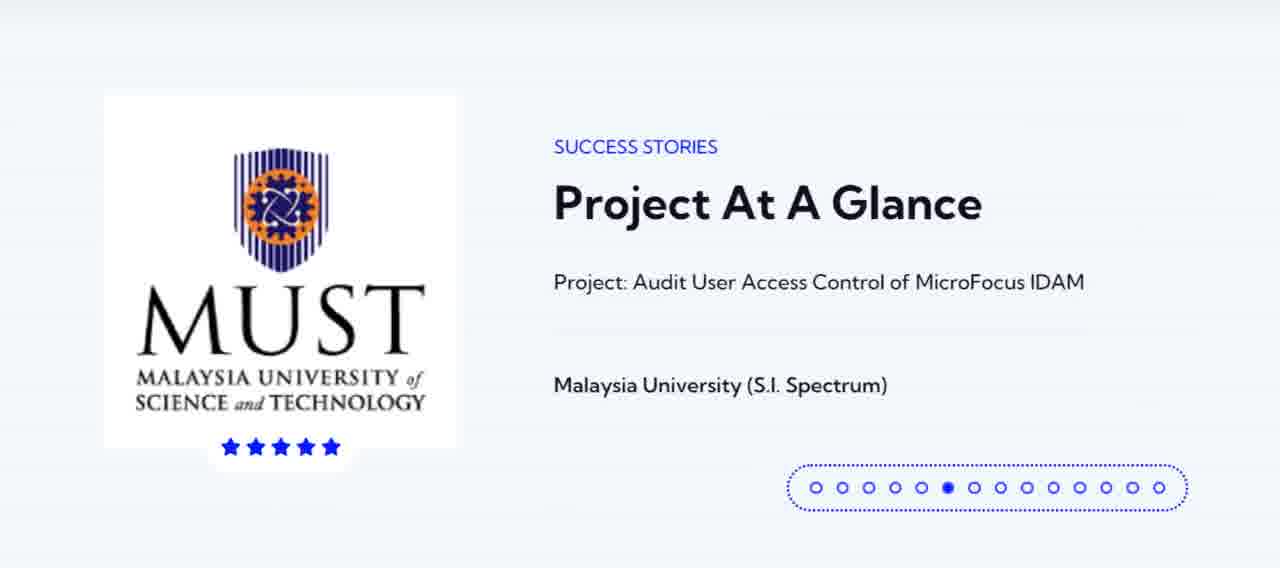 MUST
MALAYSIA UNIVERSITY of
SCIENCE and TECHNOLOGY
SUCCESS STORIES
Project At A Glance
Project: Audit User Access Control of MicroFocus IDAM
Malaysia University (S.I. Spectrum)